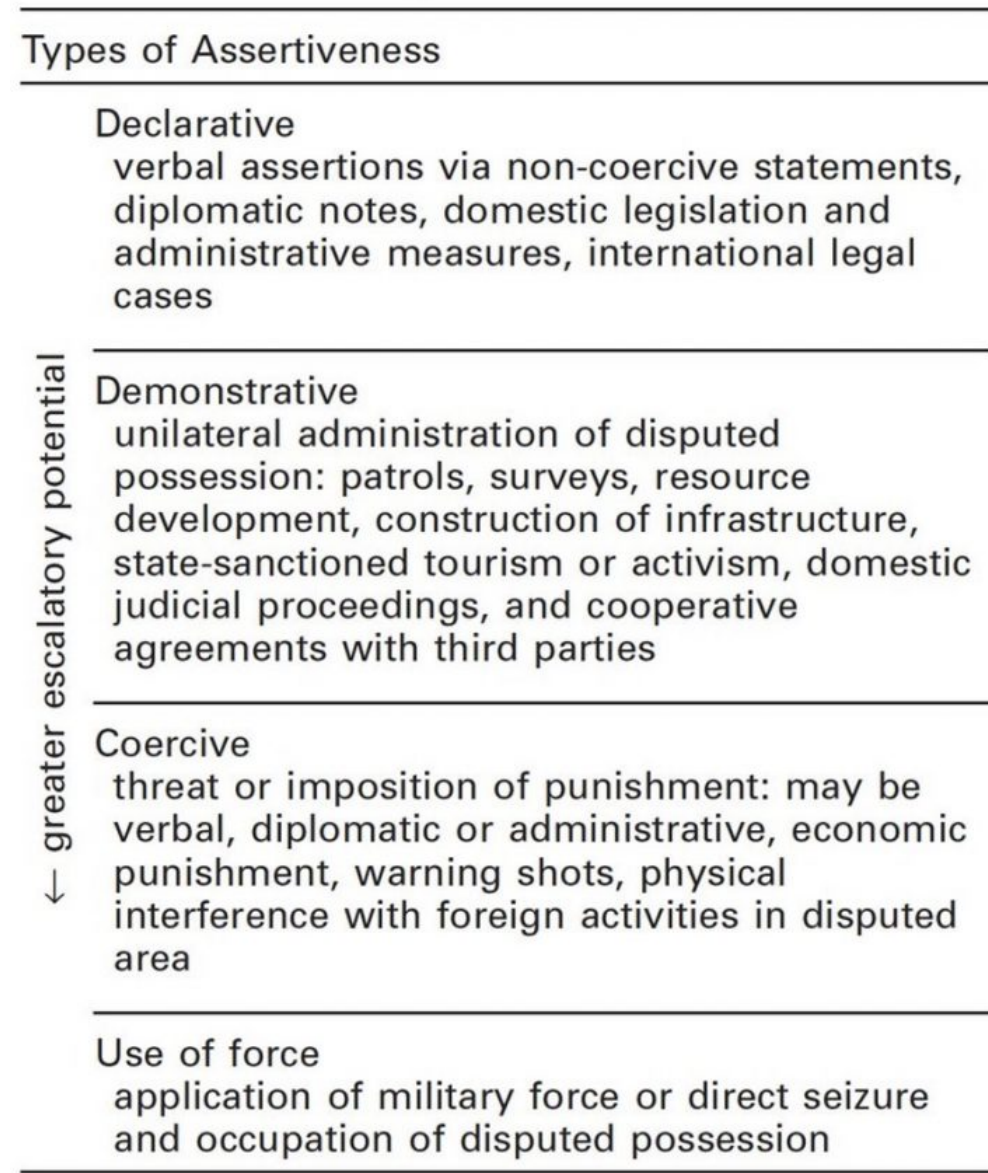 Types of Assertiveness
Declarative
verbal assertions via non-coercive statements,
diplomatic notes, domestic legislation and
administrative measures, international legal
cases
← greater escalatory potential
Demonstrative
unilateral administration of disputed
possession: patrols, surveys, resource
development, construction of infrastructure,
state-sanctioned tourism or activism, domestic
judicial proceedings, and cooperative
agreements with third parties
Coercive
threat or imposition of punishment: may be
verbal, diplomatic or administrative, economic
punishment, warning shots, physical
interference with foreign activities in disputed
area
Use of force
application of military force or direct seizure
and occupation of disputed possession